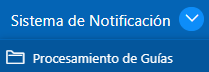 Sistema de Notificación
Procesamiento de Guías